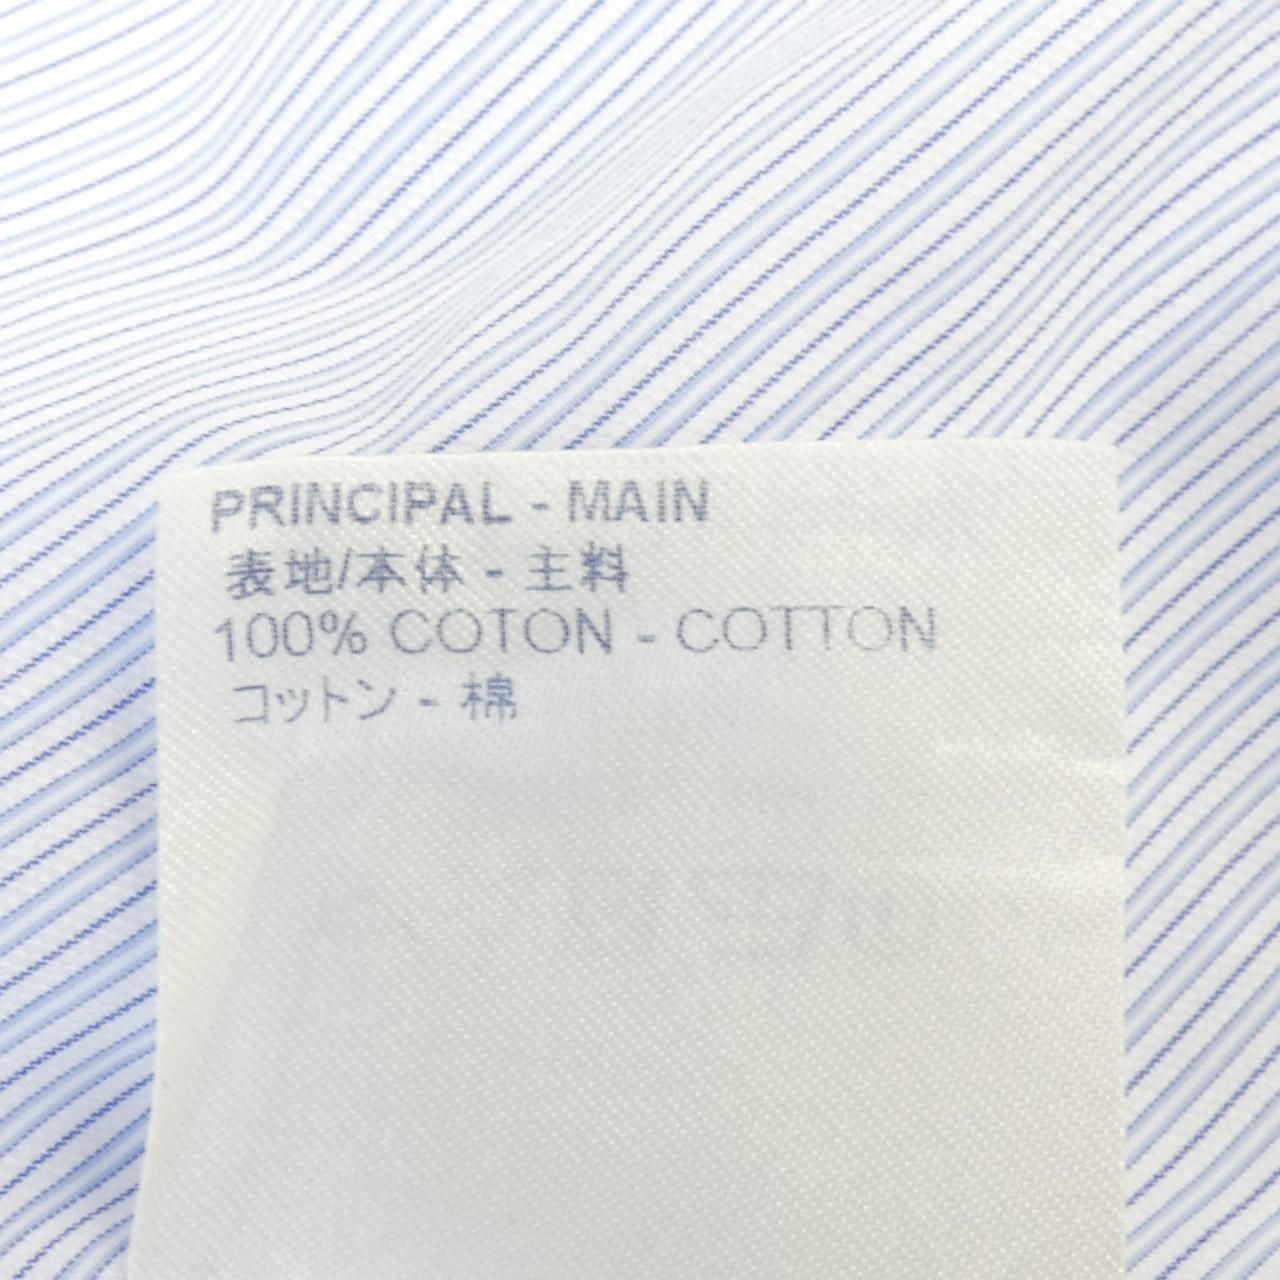 PRINCIPAL - MAIN
表地/本体 - 主料
100% COTON - COTTON
コットン - 棉